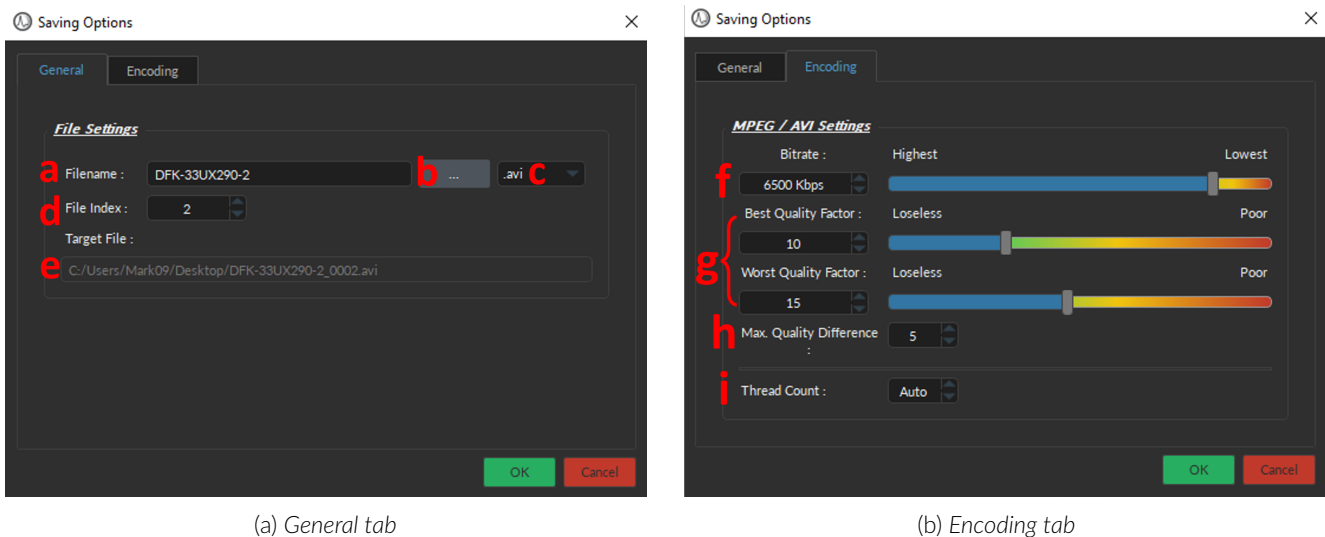 Saving Options
General
Encoding
File Settings
a Filename : DFK-33UX290-2 b ... .avi c
d File Index : 2
Target File :
e C:/Users/Mark09/Desktop/DFK-33UX290-2_0002.avi
OK
Cancel
(a) General tab
Saving Options
General
Encoding
MPEG / AVI Settings
Bitrate : Highest Lowest
f 6500 Kbps
Best Quality Factor : Loseless Poor
10
g
Worst Quality Factor : Loseless Poor
15
h Max. Quality Difference 5
:
i Thread Count : Auto
OK
Cancel
(b) Encoding tab